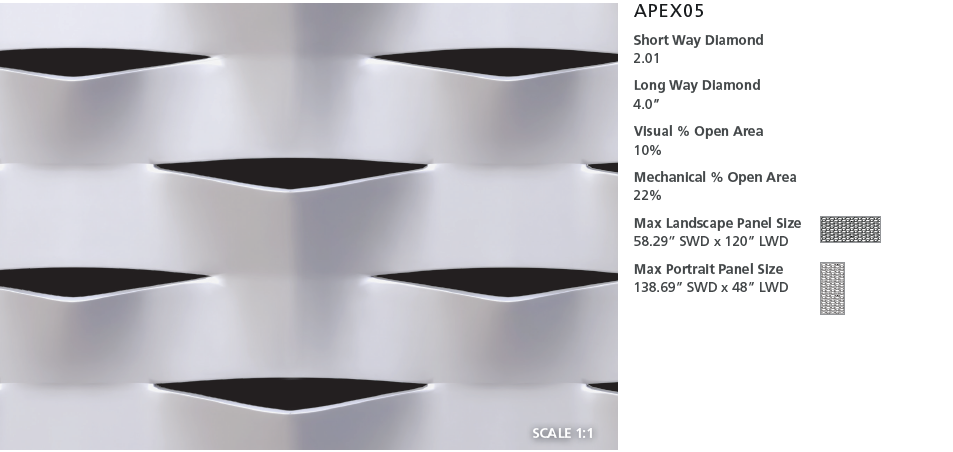 APEX05
Short Way Diamond
2.01
Long Way Diamond
4.0”
Visual % Open Area
10%
Mechanical % Open Area
22%
Max Landscape Panel Size
58.29” SWD x 120” LWD
Max Portrait Panel Size
138.69” SWD x 48” LWD
SCALE 1:1